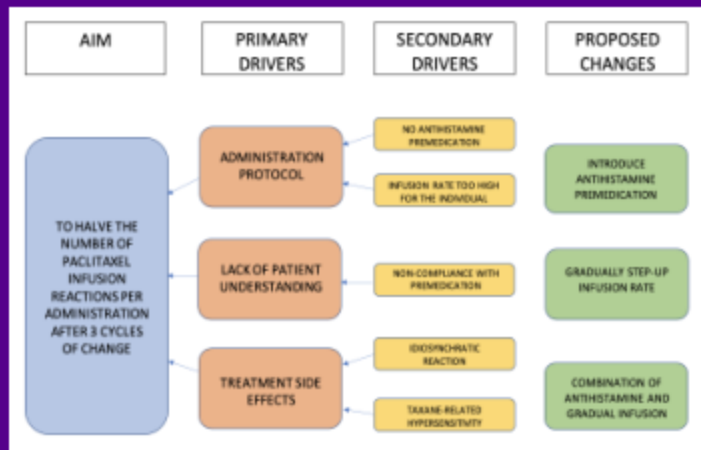 AIM
PRIMARY
DRIVERS
SECONDARY
DRIVERS
PROPOSED
CHANGES
TO HALVE THE
NUMBER OF
PACLITAXEL
INFUSION
REACTIONS PER
ADMINISTRATION
AFTER 3 CYCLES
OF CHANGE
ADMINISTRATION
PROTOCOL
LACK OF PATIENT
UNDERSTANDING
TREATMENT SIDE
EFFECTS
NO ANTIHISTAMINE
PREMEDICATION
INFUSION RATE TOO HIGH
FOR THE INDIVIDUAL
NON-COMPLIANCE WITH
PREMEDICATION
IDIOSYNCHRATIC
REACTION
TAXANE-RELATED
HYPERSENSITIVITY
INTRODUCE
ANTIHISTAMINE
PREMEDICATION
GRADUALLY STEP-UP
INFUSION RATE
COMBINATION OF
ANTIHISTAMINE AND
GRADUAL INFUSION